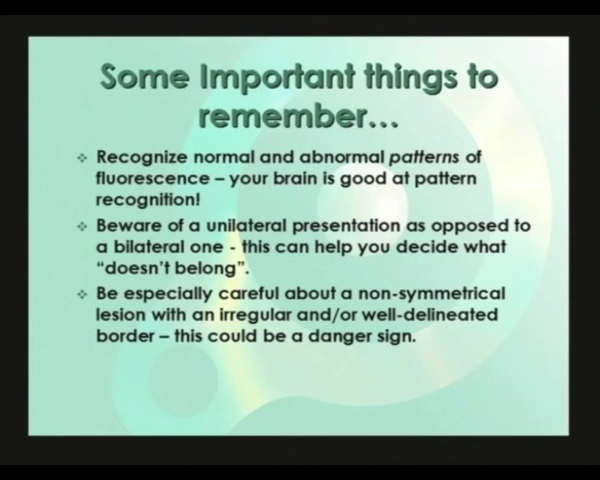 Some Important things to
remember...
Recognize normal and abnormal patterns of
fluorescence – your brain is good at pattern
recognition!
Beware of a unilateral presentation as opposed to
a bilateral one - this can help you decide what
“doesn’t belong”.
Be especially careful about a non-symmetrical
lesion with an irregular and/or well-delineated
border – this could be a danger sign.